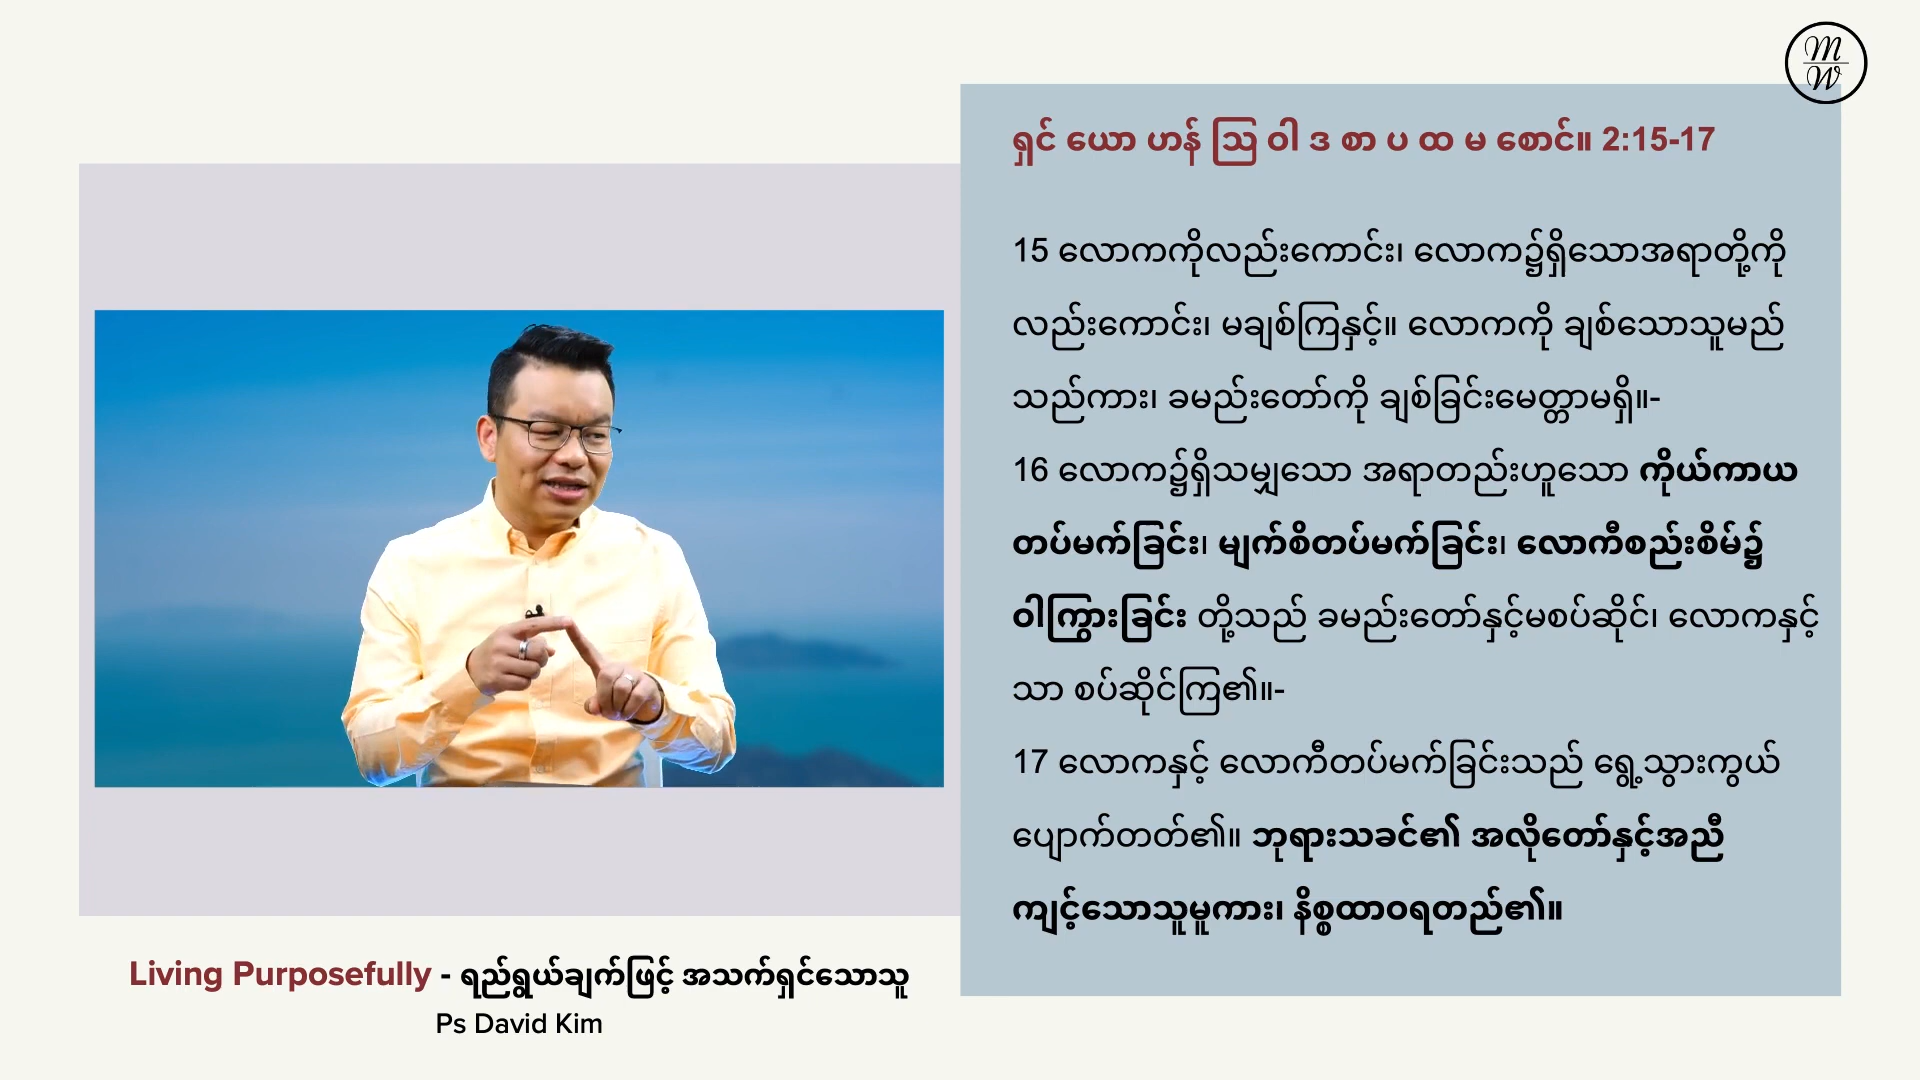 M
W
ရှင် ယော ဟန် ဩ ဝါ ဒ စာ ပ ထ မ စောင်။ 2:15-17
15 လောကကိုလည်းကောင်း၊ လောက၌ရှိသောအရာတို့ကို
လည်းကောင်း၊ မချစ်ကြနှင့်။ လောကကို ချစ်သောသူမည်
သည်ကား၊ ခမည်းတော်ကို ချစ်ခြင်းမေတ္တာမရှိ။-
16 လောက၌ရှိသမျှသော အရာတည်းဟူသော ကိုယ်ကာယ
တပ်မက်ခြင်း၊ မျက်စိတပ်မက်ခြင်း၊ လောကီစည်းစိမ်၌
ဝါကြွားခြင်း တို့သည် ခမည်းတော်နှင့်မစပ်ဆိုင်၊ လောကနှင့်
သာ စပ်ဆိုင်ကြ၏။-
17 လောကနှင့် လောကီတပ်မက်ခြင်းသည် ရွေ့သွားကွယ်
ပျောက်တတ်၏။ ဘုရားသခင်၏ အလိုတော်နှင့်အညီ
ကျင့်သောသူမူကား၊ နိစ္စထာဝရတည်၏။
Living Purposefully - ရည်ရွယ်ချက်ဖြင့် အသက်ရှင်သောသူ
Ps David Kim